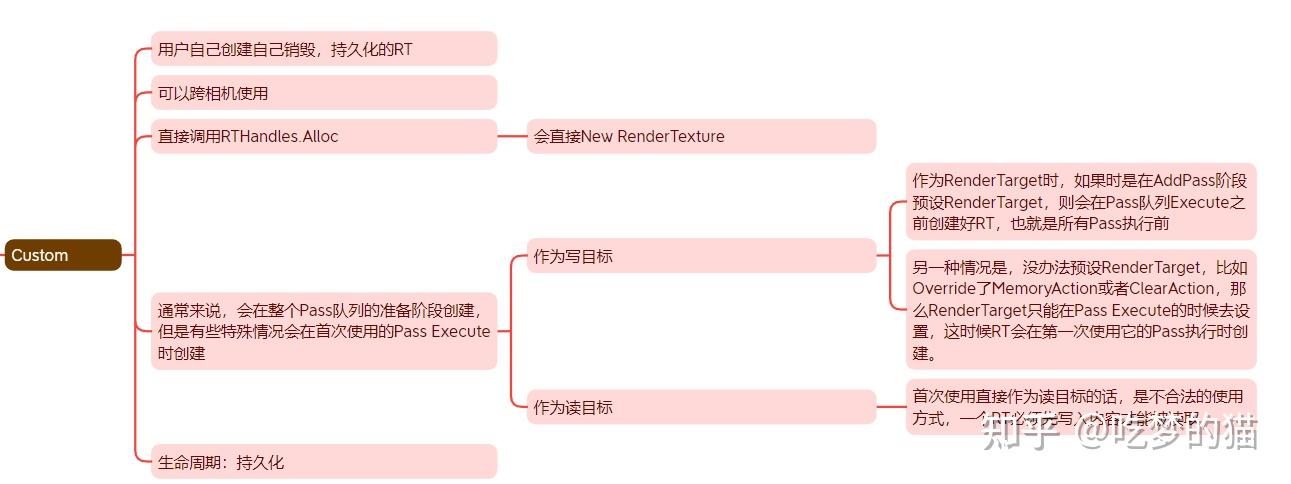 Custom
用户自己创建自己销毁，持久化的RT
可以跨相机使用
直接调用RTHandles.Alloc
会直接New RenderTexture
通常来说，会在整个Pass队列的准备阶段创建，
但是有些特殊情况会在首次使用的Pass Execute
时创建
作为写目标
作为RenderTarget时，如果时是在AddPass阶段
预设RenderTarget，则会在Pass队列Execute之
前创建好RT，也就是所有Pass执行前
另一种情况是，没办法预设RenderTarget，比如
Override了MemoryAction或者ClearAction，那
么RenderTarget只能在Pass Execute的时候去设
置，这时候RT会在第一次使用它的Pass执行时创
建。
作为读目标
首次使用直接作为读目标的话，是不合法的使用
方式，一个RT必须先写入内容才能被读取
生命周期：持久化
知乎 @吃梦的猫